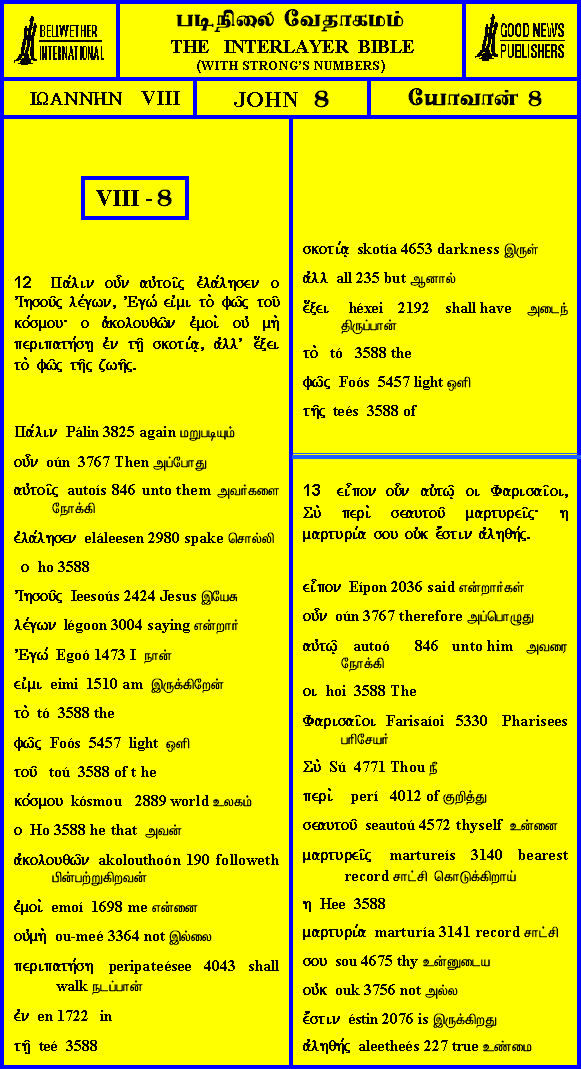 BELLWETHER
INTERNATIONAL
படிநிலை வேதாகமம்
THE INTERLAYER BIBLE
(WITH STRONG'S NUMBERS)
GOOD NEWS
PUBLISHERS
ΙΩΑΝΝΗΝ VIII
JOHN 8
யோவான் 8
VIII - 8
12 Πάλιν οὖν αὐτοῖς ἐλάλησεν ο
Ἰησοῦς λέγων, Ἐγώ εἰμι τὸ φῶς τοῦ
κόσμου· ο ἀκολουθῶν ἐμοὶ οὐ μὴ
περιπατήσῃ ἐν τῇ σκοτίᾳ, ἀλλ' ἕξει
τὸ φῶς τῆς ζωῆς.
Πάλιν Pálin 3825 again மறுபடியும்
οὖν oún 3767 Then அப்போது
αὐτοῖς autoís 846 unto them அவர்களை
நோக்கி
ἐλάλησεν eláleesen 2980 spake சொல்லி
ο ho 3588
Ἰησοῦς Ieesoús 2424 Jesus இயேசு
λέγων légoon 3004 saying என்றார்
Ἐγώ Egoó 1473 I நான்
εἰμι eimi 1510 am இருக்கிறேன்
τὸ tó 3588 the
φῶς Foós 5457 light ஒளி
τοῦ toú 3588 of t he
κόσμου kósmou 2889 world உலகம்
ο Ho 3588 he that அவன்
ἀκολουθῶν akolouthoón 190 followeth
பின்பற்றுகிறவன்
ἐμοὶ emoí 1698 me என்னை
οὐμὴ ou-meé 3364 not இல்லை
περιπατήσῃ peripateésee 4043 shall
walk நடப்பான்
ἐν en 1722 in
τῇ teé 3588
σκοτίᾳ skotía 4653 darkness இருள்
ἀλλ all 235 but ஆனால்
ἕξει héxei 2192 shall have அடைந்
திருப்பான்
τὸ tó 3588 the
φῶς Foós 5457 light ஒளி
τῆς teés 3588 of
13 εἶπον οὖν αὐτῷ οι Φαρισαῖοι,
Σὺ περὶ σεαυτοῦ μαρτυρεῖς· η
μαρτυρία σου οὐκ ἔστιν ἀληθής.
εἶπον Eípon 2036 said என்றார்கள்
οὖν oún 3767 therefore அப்பொழுது
αὐτῷ autoó 846 unto him அவரை
நோக்கி
οι hoi 3588 The
Φαρισαῖοι Farisaíoi 5330 Pharisees
பரிசேயர்
Σὺ Sú 4771 Thou நீ
περὶ perí 4012 of குறித்து
σεαυτοῦ seautoú 4572 thyself உன்னை
μαρτυρεῖς martureís 3140 bearest
record சாட்சி கொடுக்கிறாய்
η Hee 3588
μαρτυρία marturía 3141 record சாட்சி
σου sou 4675 thy உன்னுடைய
οὐκ ouk 3756 not அல்ல
ἔστιν éstin 2076 is இருக்கிறது
ἀληθής aleetheés 227 true உண்மை